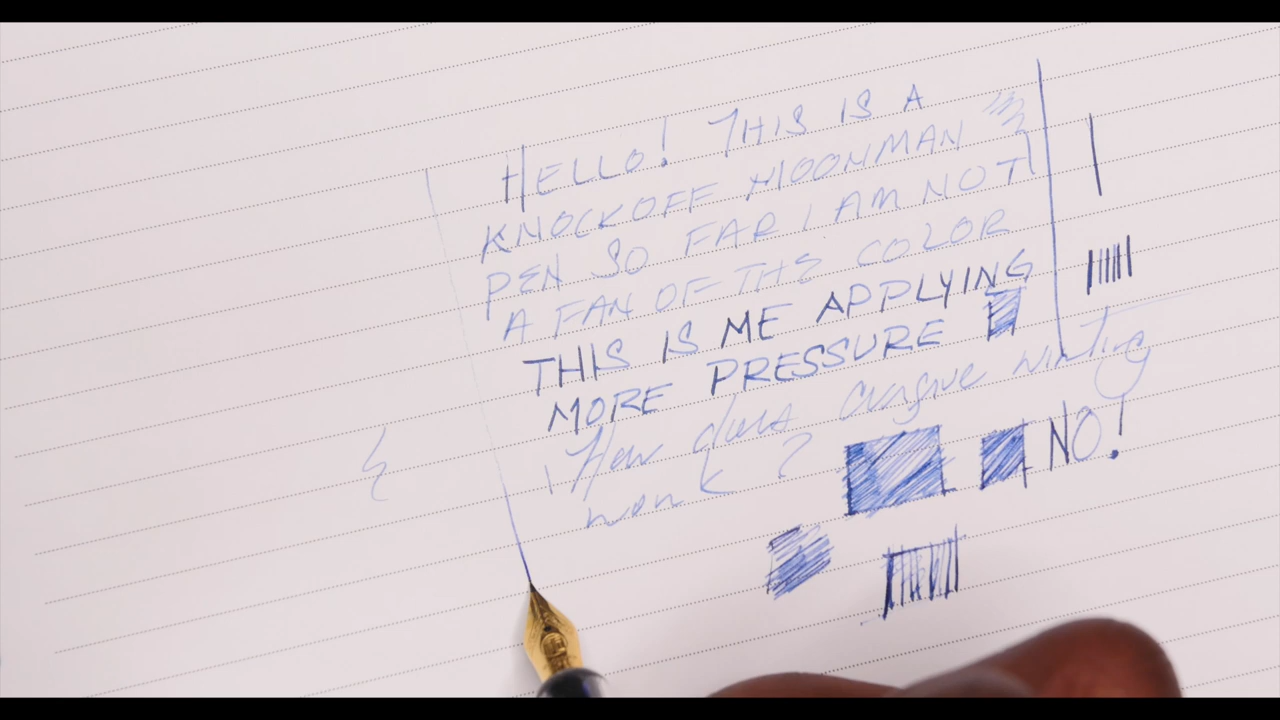 HELLO! THIS IS A
KNOCKOFF MOONMAN
PEN SO FAR I AM NOT
A FAN OF THE COLOR
THIS IS ME APPLYING
MORE PRESSURE
How does cursive writing
work?
NO!